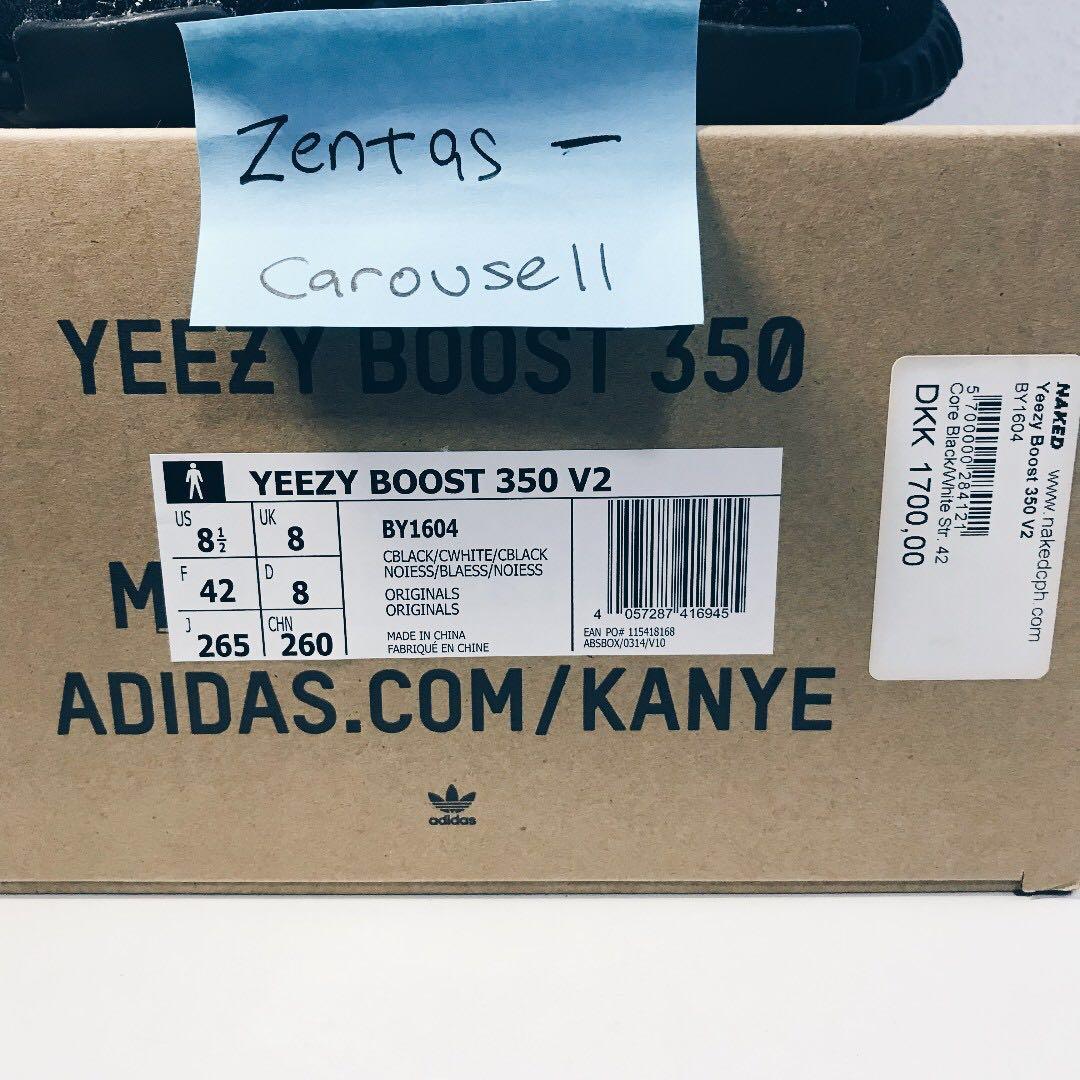 Zentas –
Carousell
YEEZY BOOST 350
YEEZY BOOST 350 V2
US
8½
UK
8
F
42
D
8
J
265
CHN
260
BY1604
CBLACK/CWHITE/CBLACK
NOIESS/BLAESS/NOIESS
ORIGINALS
ORIGINALS
MADE IN CHINA
FABRIQUÉ EN CHINE
4 057287 416945
EAN PO# 115418168
ABSBOX/0314/V10
M
ADIDAS.COM/KANYE
adidas
NAKED www.nakedcph.com
Yeezy Boost 350 V2
BY1604
5 700000 284121
Core Black/White Str 42
DKK 1700,00